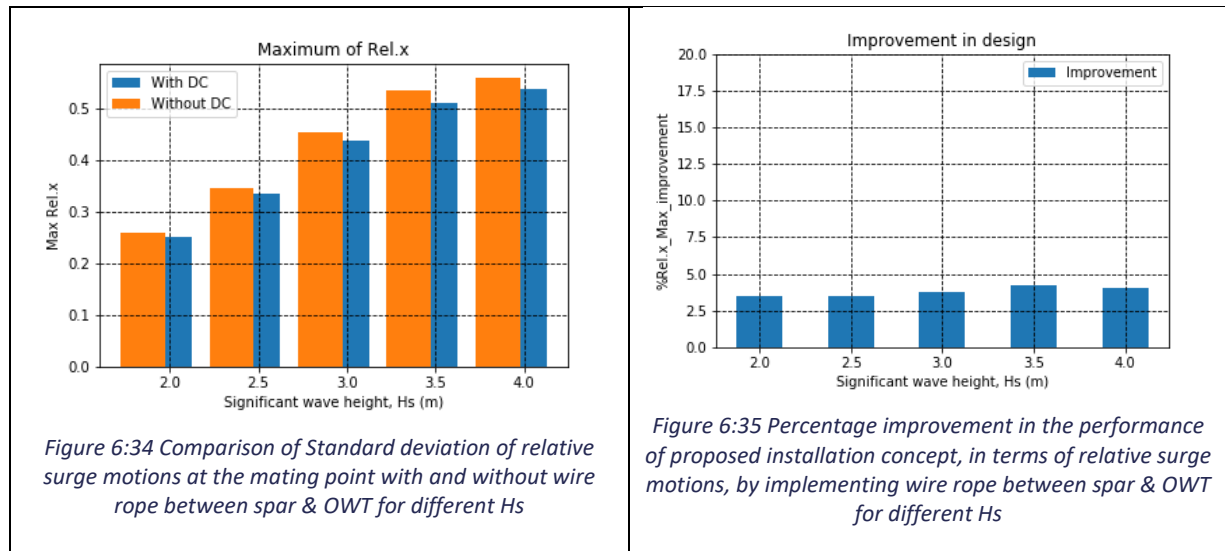 Maximum of Rel.x
With DC
Without DC
Max Rel.x
0.5
0.4
0.3
0.2
0.1
0.0
2.0 2.5 3.0 3.5 4.0
Significant wave height, Hs (m)
Figure 6:34 Comparison of Standard deviation of relative
surge motions at the mating point with and without wire
rope between spar & OWT for different Hs
Improvement in design
Improvement
%Rel.x_Max_improvement
20.0
17.5
15.0
12.5
10.0
7.5
5.0
2.5
0.0
2.0 2.5 3.0 3.5 4.0
Significant wave height, Hs (m)
Figure 6:35 Percentage improvement in the performance
of proposed installation concept, in terms of relative surge
motions, by implementing wire rope between spar & OWT
for different Hs